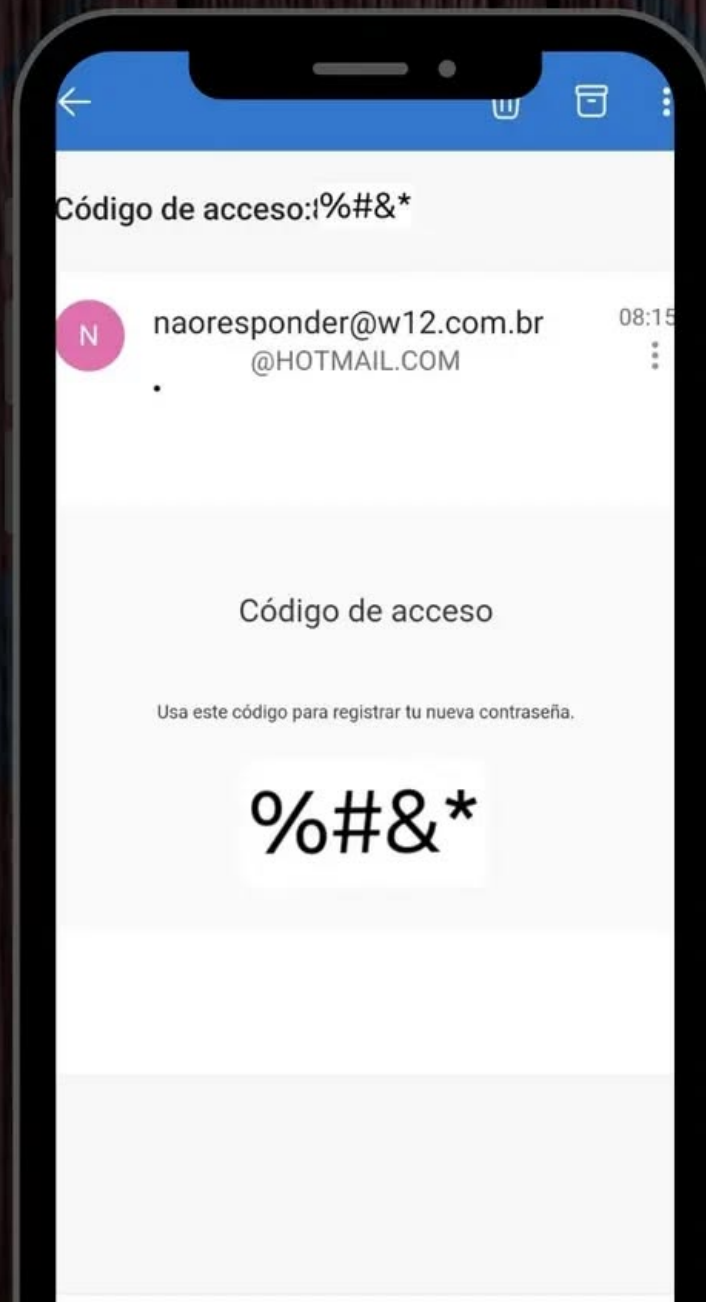 Código de acceso:%#&*
N
naoresponder@w12.com.br
08:15
@HOTMAIL.COM
.
Código de acceso
Usa este código para registrar tu nueva contraseña.
%#&*